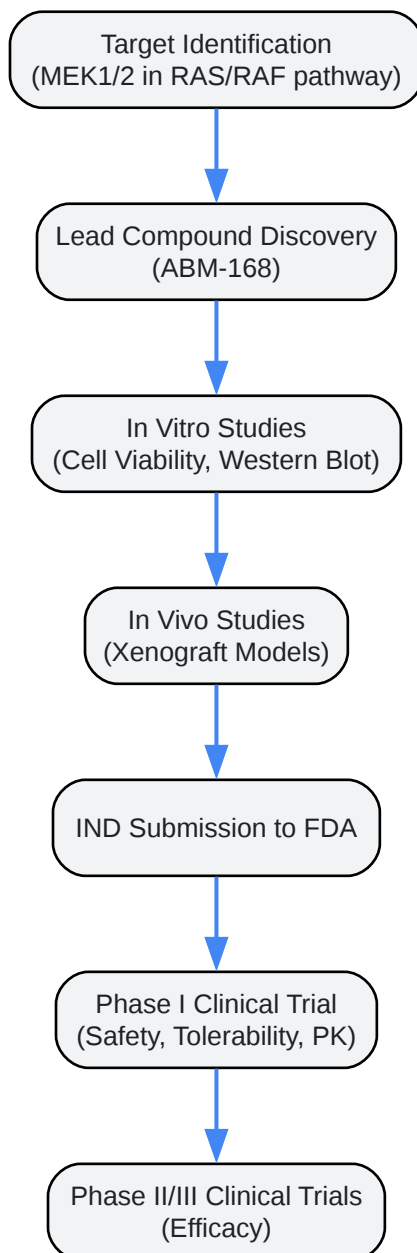 Target Identification
(MEK1/2 in RAS/RAF pathway)
Lead Compound Discovery
(ABM-168)
In Vitro Studies
(Cell Viability, Western Blot)
In Vivo Studies
(Xenograft Models)
IND Submission to FDA
Phase I Clinical Trial
(Safety, Tolerability, PK)
Phase II/III Clinical Trials
(Efficacy)